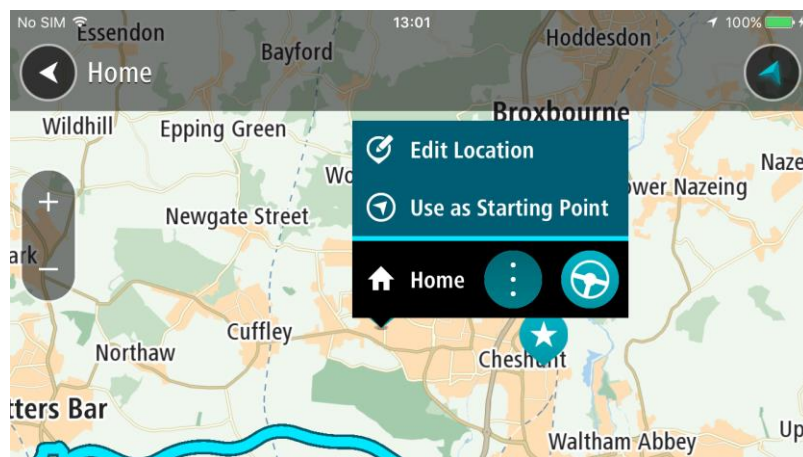 No SIM
13:01
100%
Essendon
Bayford
Hoddesdon
Home
Broxbourne
Wildhill
Epping Green
Edit Location
Naze
Wo
ower Nazeing
+
Newgate Street
Use as Starting Point
ark
−
Home
Cuffley
Northaw
Cheshunt
tters Bar
Waltham Abbey
Up